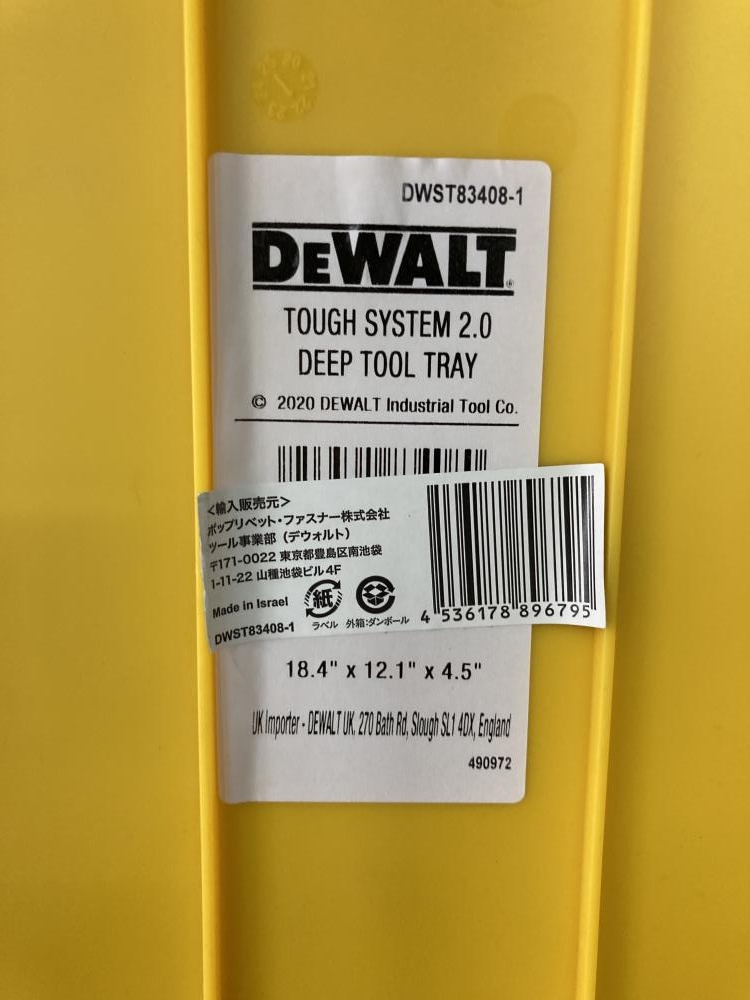 DWST83408-1
DEWALT
TOUGH SYSTEM 2.0
DEEP TOOL TRAY
© 2020 DEWALT Industrial Tool Co.
<輸入販売元>
ポップリベット・ファスナー株式会社
ツール事業部（デウォルト）
〒171-0022 東京都豊島区南池袋
1-11-22 山種池袋ビル4F
Made in Israel
紙
ラベル 外箱:ダンボール
DWST83408-1
4 536178 896795
18.4" x 12.1" x 4.5"
UK Importer - DEWALT UK, 270 Bath Rd, Slough SL1 4DX, England
490972